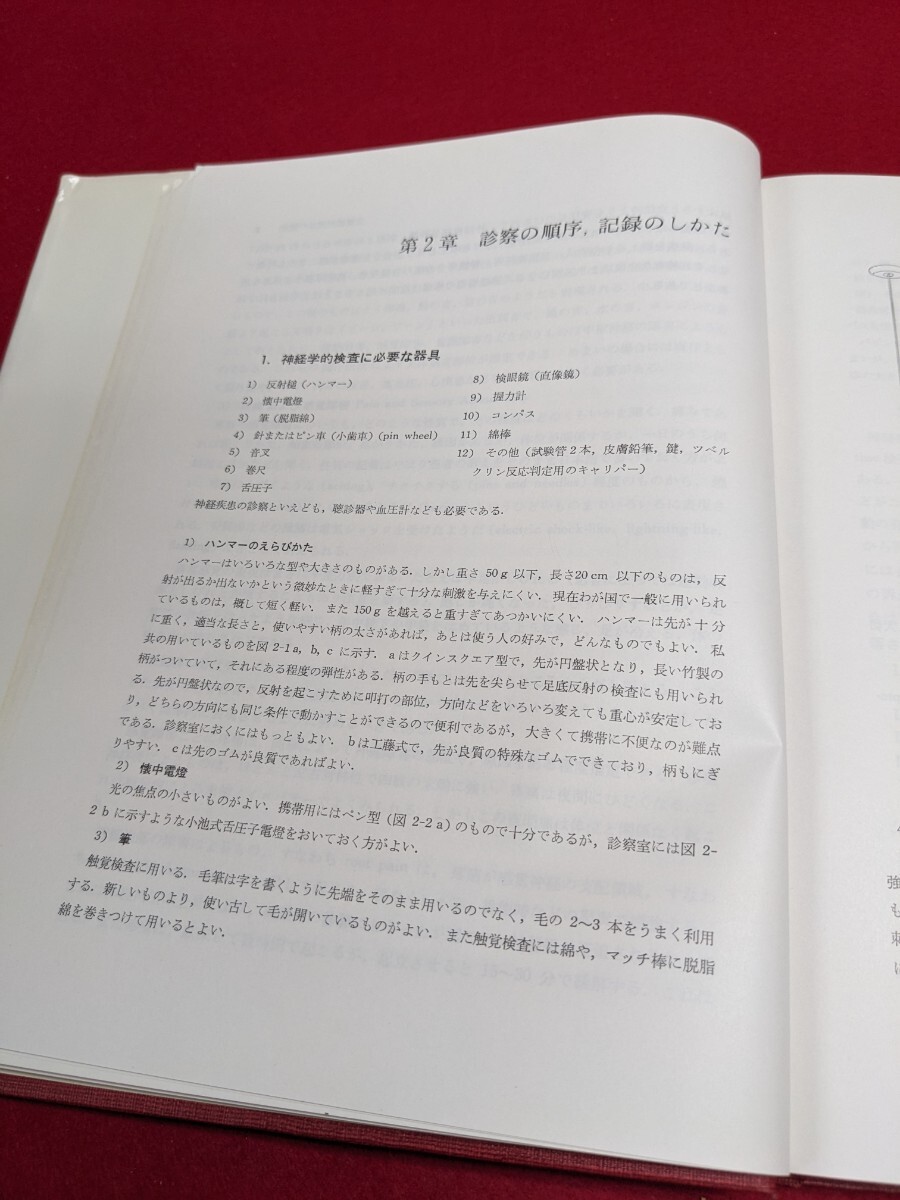 第2章 診察の順序，記録のしかた
1. 神経学的検査に必要な器具
1) 反射槌（ハンマー）
2) 懐中電燈
3) 筆（脱脂綿）
4) 針またはピン車（小歯車）(pin wheel)
5) 音叉
6) 巻尺
7) 舌圧子
8) 検眼鏡（直像鏡）
9) 握力計
10) コンパス
11) 綿棒
12) その他（試験管2本，皮膚鉛筆，鍵，ツベル
クリン反応判定用のキャリパー）
神経疾患の診察といえども，聴診器や血圧計なども必要である．
1) ハンマーのえらびかた
ハンマーはいろいろな型や大きさのものがある．しかし重さ 50g 以下，長さ20cm 以下のものは，反
射が出るか出ないかという微妙なときに軽すぎて十分な刺激を与えにくい．現在わが国で一般に用いられ
ているものは，概して短く軽い．また 150g を越えると重すぎてあつかいにくい．ハンマーは先が十分
に重く，適当な長さと，使いやすい柄の太さがあれば，あとは使う人の好みで，どんなものでもよい．私
共の用いているものを図 2-1a, b, c に示す．aはクインスクエア型で，先が円盤状となり，長い竹製の
柄がついていて，それにある程度の弾性がある．柄の手もとは先を尖らせて足底反射の検査にも用いられ
る．先が円盤状なので，反射を起こすために叩打の部位，方向などをいろいろ変えても重心が安定してお
り，どちらの方向にも同じ条件で動かすことができるので便利であるが，大きくて携帯に不便なのが難点
である．診察室におくにはもっともよい．bは工藤式で，先が良質の特殊なゴムでできており，柄もにぎ
りやすい．cは先のゴムが良質であればよい．
2) 懐中電燈
光の焦点の小さいものがよい．携帯用にはペン型（図 2-2a）のもので十分であるが，診察室には図 2-
2bに示すような小池式舌圧子電燈をおいておく方がよい．
3) 筆
触覚検査に用いる．毛筆は字を書くように先端をそのまま用いるのでなく，毛の 2〜3 本をうまく利用
する．新しいものより，使い古して毛が開いているものがよい．また触覚検査には綿や，マッチ棒に脱脂
綿を巻きつけて用いるとよい．
強
も
刺
に